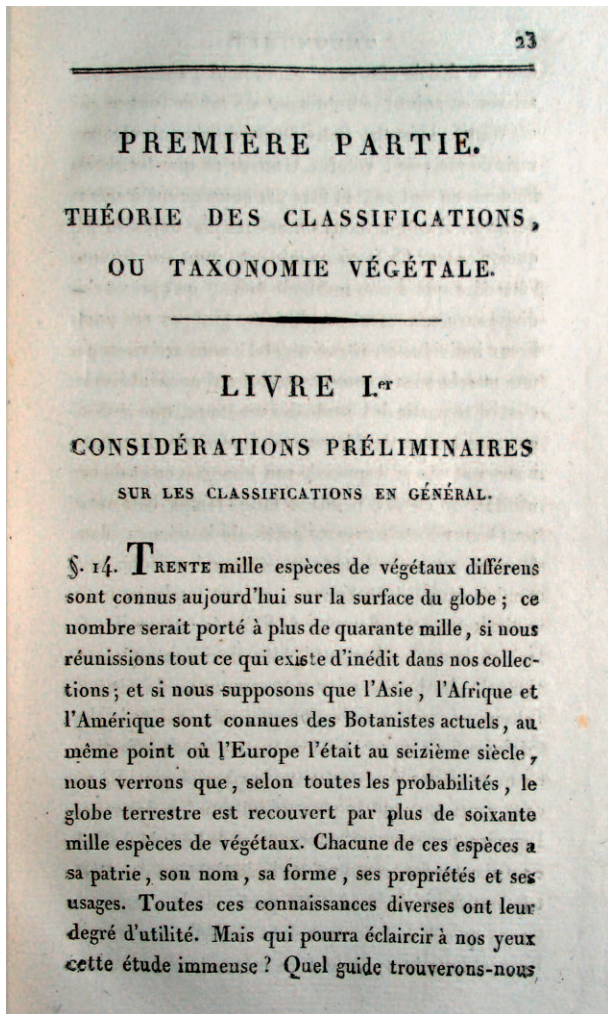 23
PREMIÈRE PARTIE.
THÉORIE DES CLASSIFICATIONS,
OU TAXONOMIE VÉGÉTALE.
LIVRE I.er
CONSIDÉRATIONS PRÉLIMINAIRES
SUR LES CLASSIFICATIONS EN GÉNÉRAL.
§. 14. TRENTE mille espèces de végétaux différens
sont connus aujourd'hui sur la surface du globe ; ce
nombre serait porté à plus de quarante mille, si nous
réunissions tout ce qui existe d'inédit dans nos collec-
tions ; et si nous supposons que l'Asie, l'Afrique et
l'Amérique sont connues des Botanistes actuels, au
même point où l'Europe l'était au seizième siècle,
nous verrons que, selon toutes les probabilités, le
globe terrestre est recouvert par plus de soixante
mille espèces de végétaux. Chacune de ces espèces a
sa patrie, son nom, sa forme, ses propriétés et ses
usages. Toutes ces connaissances diverses ont leur
degré d'utilité. Mais qui pourra éclaircir à nos yeux
cette étude immense ? Quel guide trouverons-nous